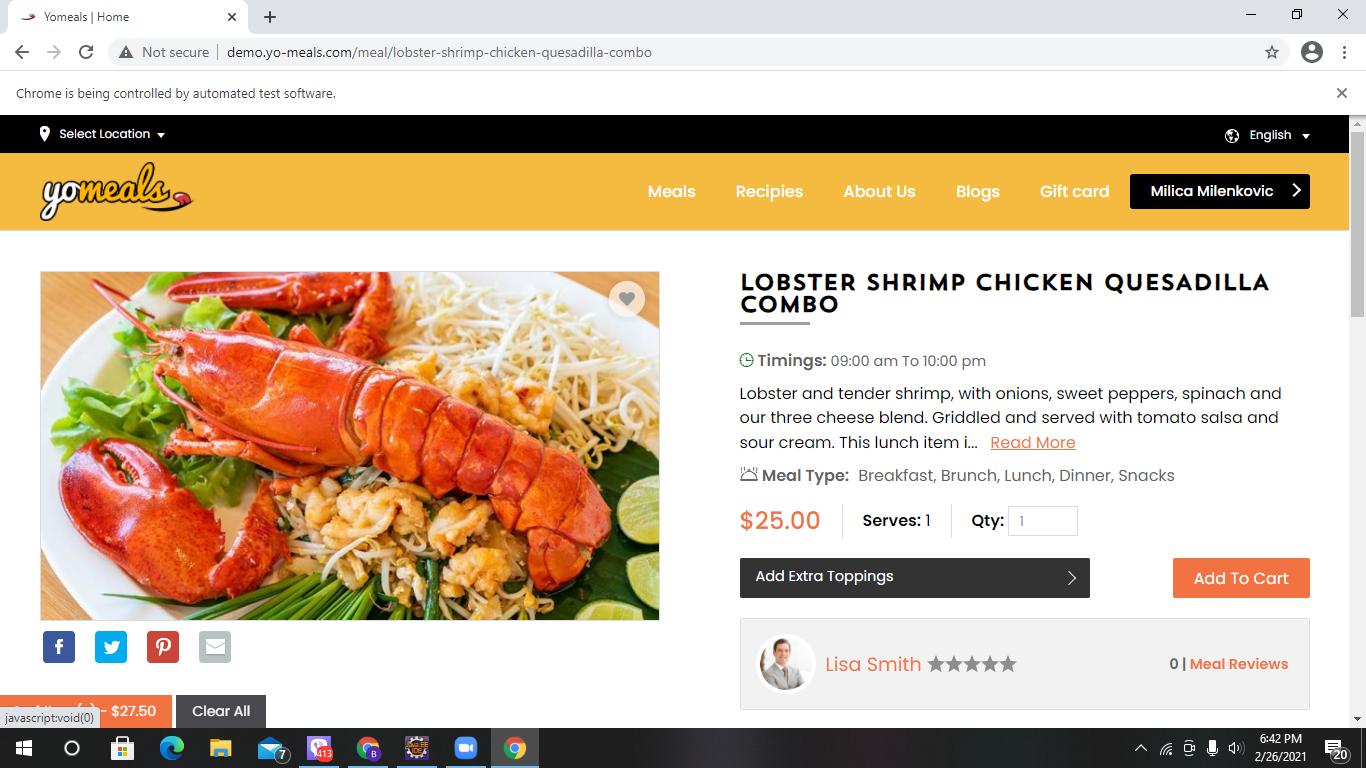 Yomeals | Home
Not secure
demo.yo-meals.com/meal/lobster-shrimp-chicken-quesadilla-combo
Chrome is being controlled by automated test software.
Select Location
English
yomeals
Meals
Recipies
About Us
Blogs
Gift card
Milica Milenkovic
LOBSTER SHRIMP CHICKEN QUESADILLA
COMBO
Timings: 09:00 am To 10:00 pm
Lobster and tender shrimp, with onions, sweet peppers, spinach and
our three cheese blend. Griddled and served with tomato salsa and
sour cream. This lunch item i... Read More
Meal Type: Breakfast, Brunch, Lunch, Dinner, Snacks
$25.00
Serves: 1
Qty: 1
Add Extra Toppings
Add To Cart
Lisa Smith
0 | Meal Reviews
- $27.50
Clear All
javascript:void(0)
7
413
B
Java EE
IDE
6:42 PM
2/26/2021
20